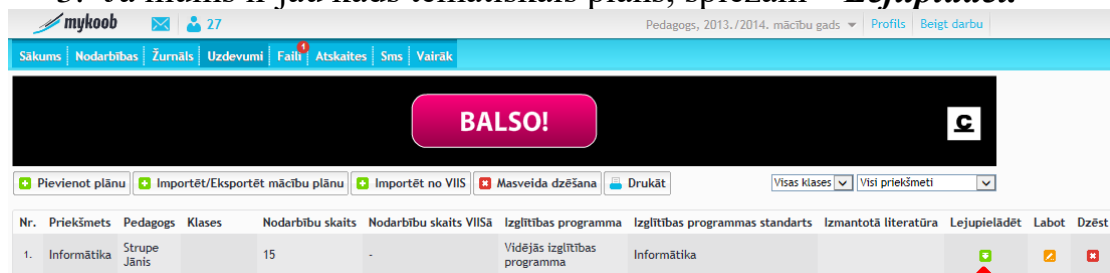 mykoob 27 Pedagogs, 2013./2014. mācību gads Profils Beigt darbu
Sākums Nodarbības Žurnāls Uzdevumi Faili 1 Atskaites Sms Vairāk
BALSO!
C
Pievienot plānu Importēt/Eksportēt mācību plānu Importēt no VIIS Masveida dzēšana Drukāt Visas klases Visi priekšmeti
Nr. Priekšmets Pedagogs Klases Nodarbību skaits Nodarbību skaits VIISā Izglītības programma Izglītības programmas standarts Izmantotā literatūra Lejupielādēt Labot Dzēst
1. Informātika Strupe Jānis 15 - Vidējās izglītības programma Informātika